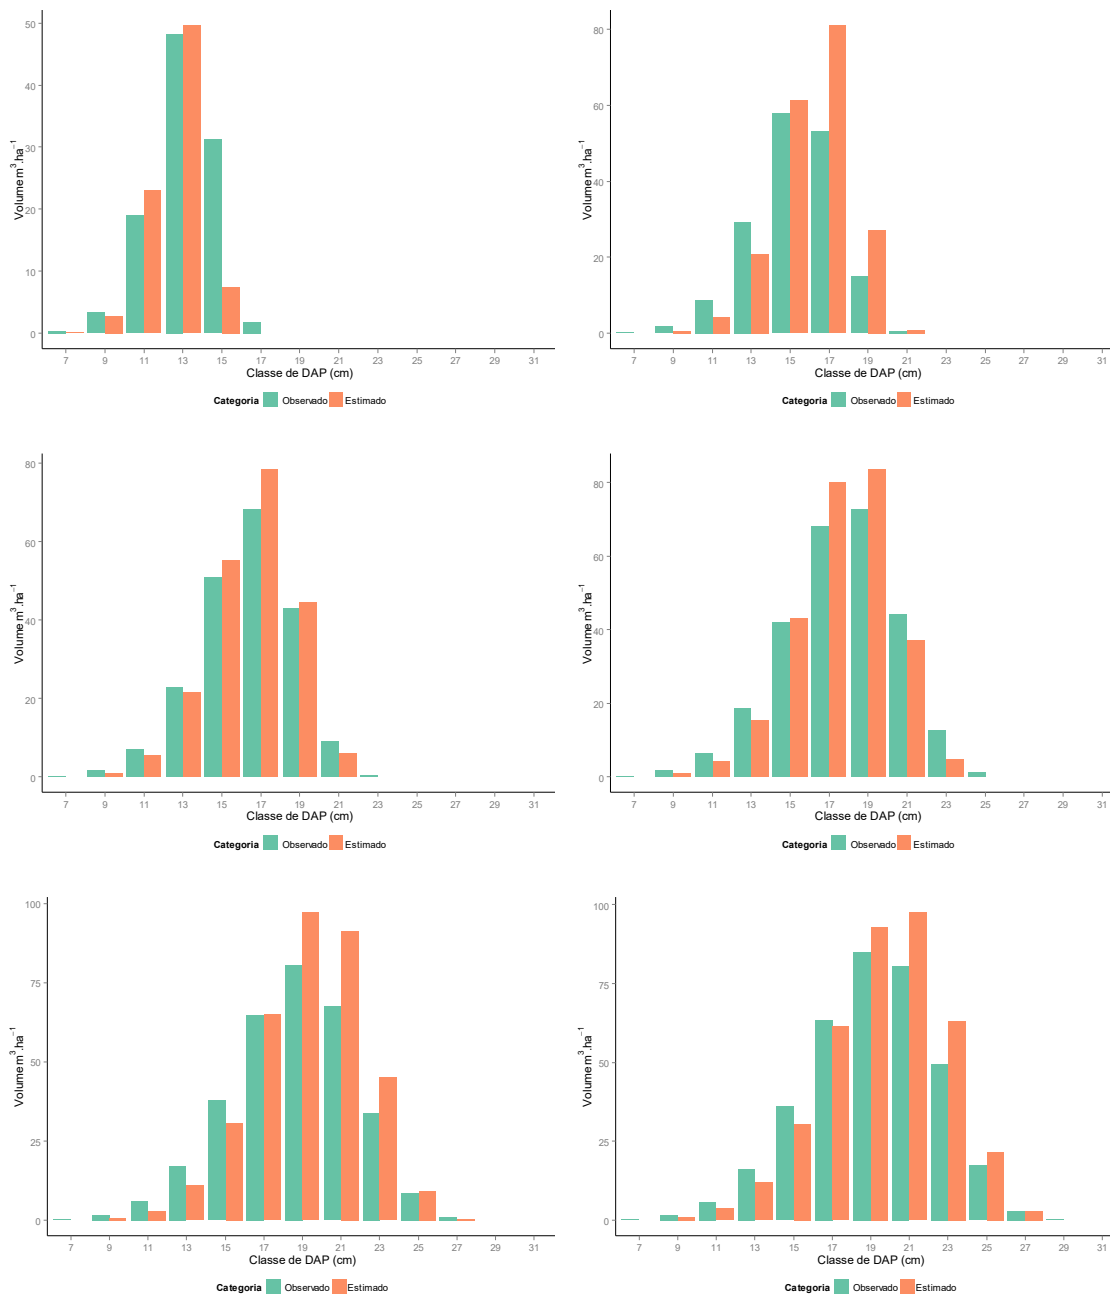 50
40
30
20
10
0
Volume m³.ha⁻¹
7 9 11 13 15 17 19 21 23 25 27 29 31
Classe de DAP (cm)
Categoria Observado Estimado
80
60
40
20
0
Volume m³.ha⁻¹
7 9 11 13 15 17 19 21 23 25 27 29 31
Classe de DAP (cm)
Categoria Observado Estimado
80
60
40
20
0
Volume m³.ha⁻¹
7 9 11 13 15 17 19 21 23 25 27 29 31
Classe de DAP (cm)
Categoria Observado Estimado
80
60
40
20
0
Volume m³.ha⁻¹
7 9 11 13 15 17 19 21 23 25 27 29 31
Classe de DAP (cm)
Categoria Observado Estimado
100
75
50
25
0
Volume m³.ha⁻¹
7 9 11 13 15 17 19 21 23 25 27 29 31
Classe de DAP (cm)
Categoria Observado Estimado
100
75
50
25
0
Volume m³.ha⁻¹
7 9 11 13 15 17 19 21 23 25 27 29 31
Classe de DAP (cm)
Categoria Observado Estimado